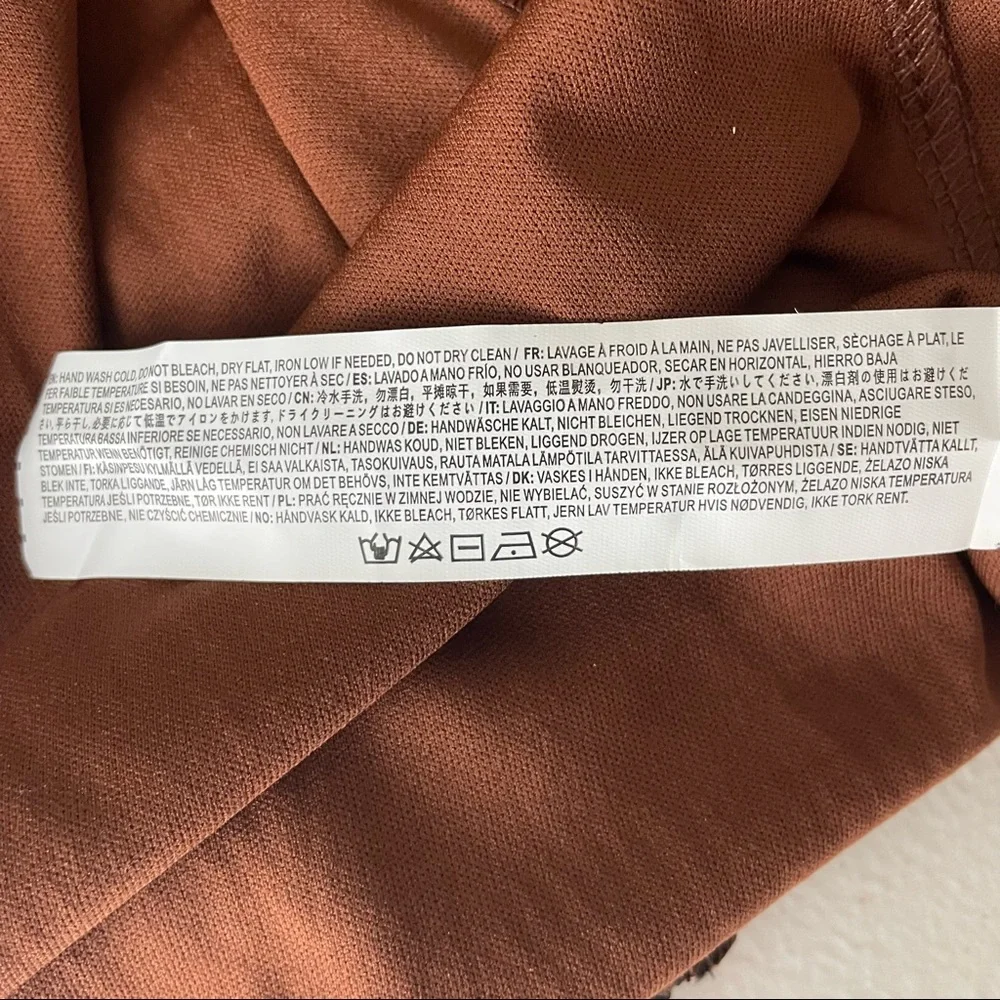 EN: HAND WASH COLD, DO NOT BLEACH, DRY FLAT, IRON LOW IF NEEDED, DO NOT DRY CLEAN / FR: LAVAGE À FROID À LA MAIN, NE PAS JAVELLISER, SÈCHAGE À PLAT, LE
FER FAIBLE TEMPERATURE SI BESOIN, NE PAS NETTOYER À SEC / ES: LAVADO A MANO FRÍO, NO USAR BLANQUEADOR, SECAR EN HORIZONTAL, HIERRO BAJA
TEMPERATURA SI ES NECESARIO, NO LAVAR EN SECO / CN: 冷水手洗, 勿漂白, 平摊晾干, 如果需要, 低温熨烫, 勿干洗 / JP: 水で手洗いしてください, 漂白剤の使用はお避けくだ
さい, 平ら干し, 必要に応じて低温でアイロンをかけます, ドライクリーニングはお避けください / IT: LAVAGGIO A MANO FREDDO, NON USARE LA CANDEGGINA, ASCIUGARE STESO,
TEMPERATURA BASSA INFERIORE SE NECESSARIO, NON LAVARE A SECCO / DE: HANDWÄSCHE KALT, NICHT BLEICHEN, LIEGEND TROCKNEN, EISEN NIEDRIGE
TEMPERATUR WENN BENÖTIGT, REINIGE CHEMISCH NICHT / NL: HANDWAS KOUD, NIET BLEKEN, LIGGEND DROGEN, IJZER OP LAGE TEMPERATUUR INDIEN NODIG, NIET
STOMEN / FI: KÄSINPESU KYLMÄLLÄ VEDELLÄ, EI SAA VALKAISTA, TASOKUIVAUS, RAUTA MATALA LÄMPÖTILA TARVITTAESSA, ÄLÄ KUIVAPUHDISTA / SE: HANDTVÄTTA KALLT,
BLEK INTE, TORKA LIGGANDE, JÄRN LÅG TEMPERATUR OM DET BEHÖVS, INTE KEMTVÄTTAS / DK: VASKES I HÅNDEN, IKKE BLEACH, TØRRES LIGGENDE, ŻELAZO NISKA
TEMPERATURA JEŚLI POTRZEBNE, TØR IKKE RENT / PL: PRAĆ RĘCZNIE W ZIMNEJ WODZIE, NIE WYBIELAĆ, SUSZYĆ W STANIE ROZŁOŻONYM, ŻELAZO NISKA TEMPERATURA
JEŚLI POTRZEBNE, NIE CZYŚCIĆ CHEMICZNIE / NO: HÅNDVASK KALD, IKKE BLEACH, TØRKES FLATT, JERN LAV TEMPERATUR HVIS NØDVENDIG, IKKE TORK RENT.